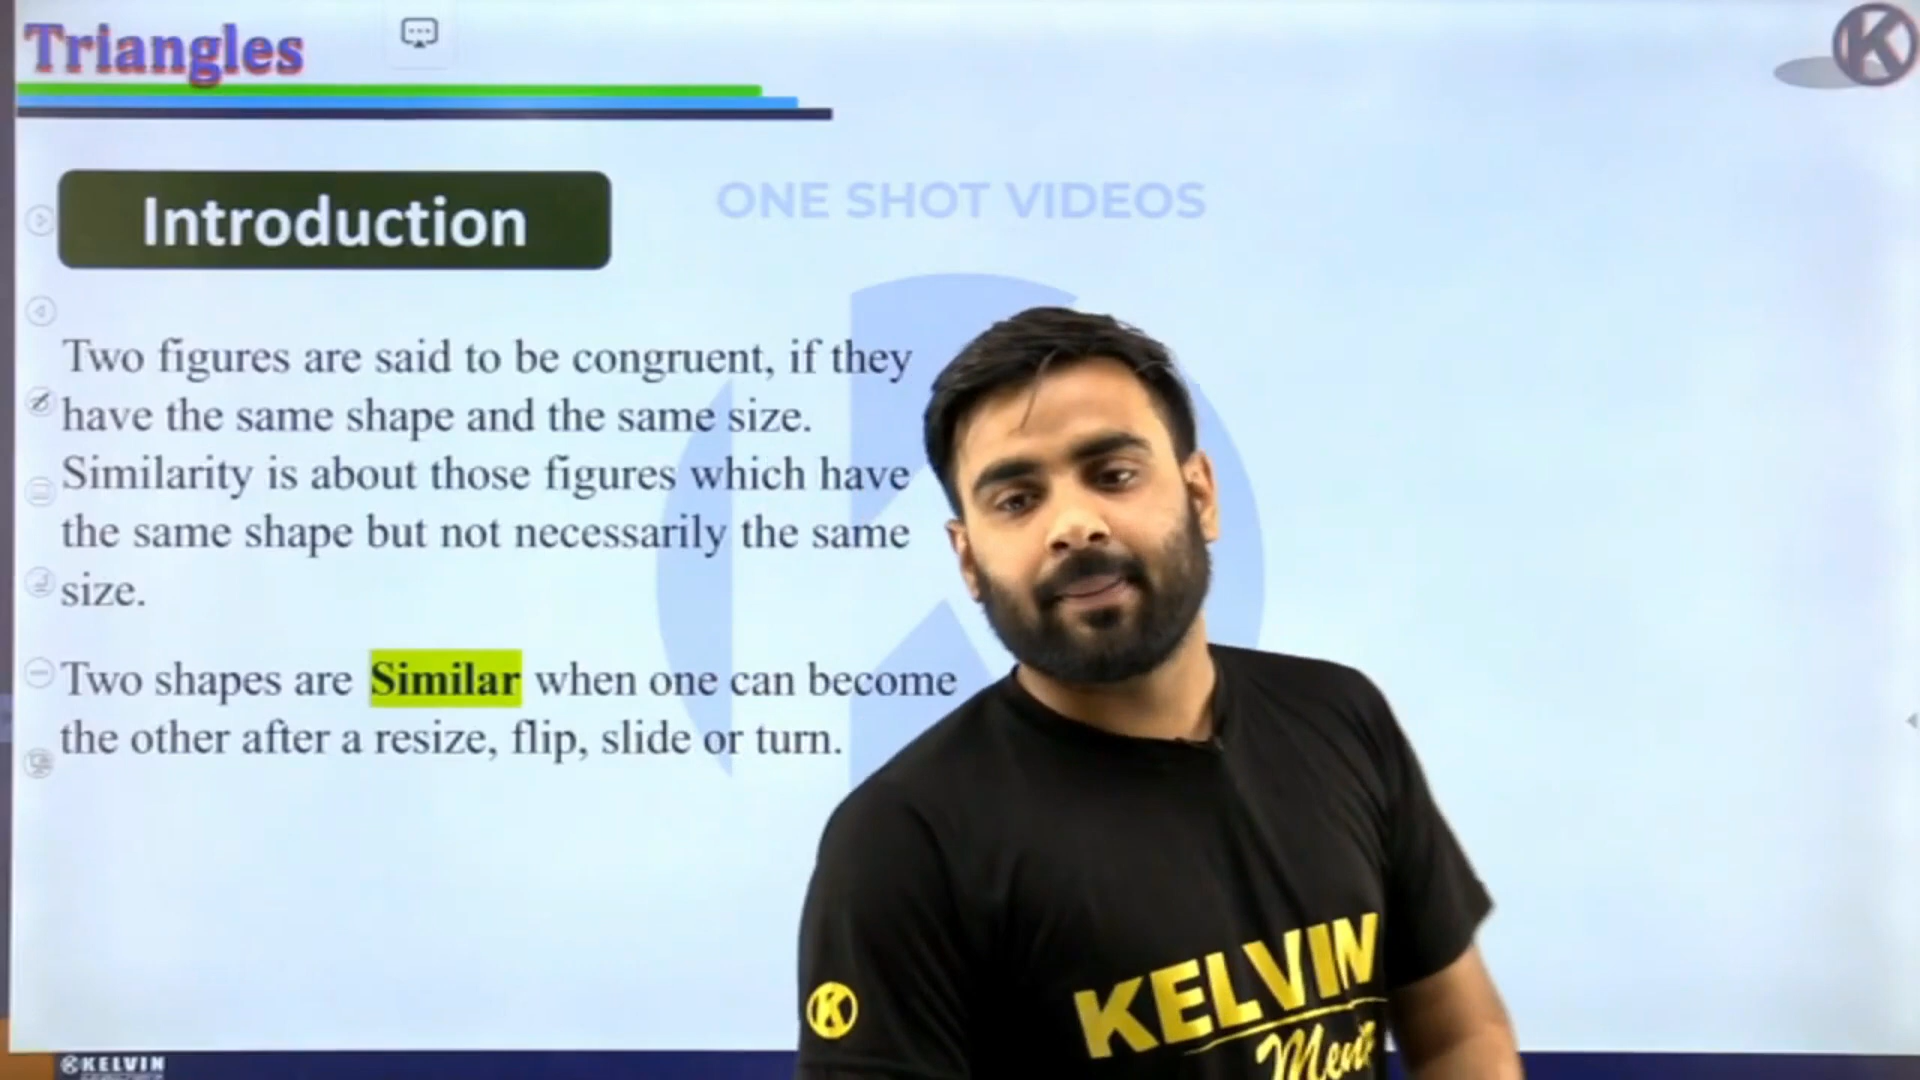 Triangles
K
ONE SHOT VIDEOS
Introduction
Two figures are said to be congruent, if they
have the same shape and the same size.
Similarity is about those figures which have
the same shape but not necessarily the same
size.
Two shapes are Similar when one can become
the other after a resize, flip, slide or turn.
K
KELVIN
KELVIN